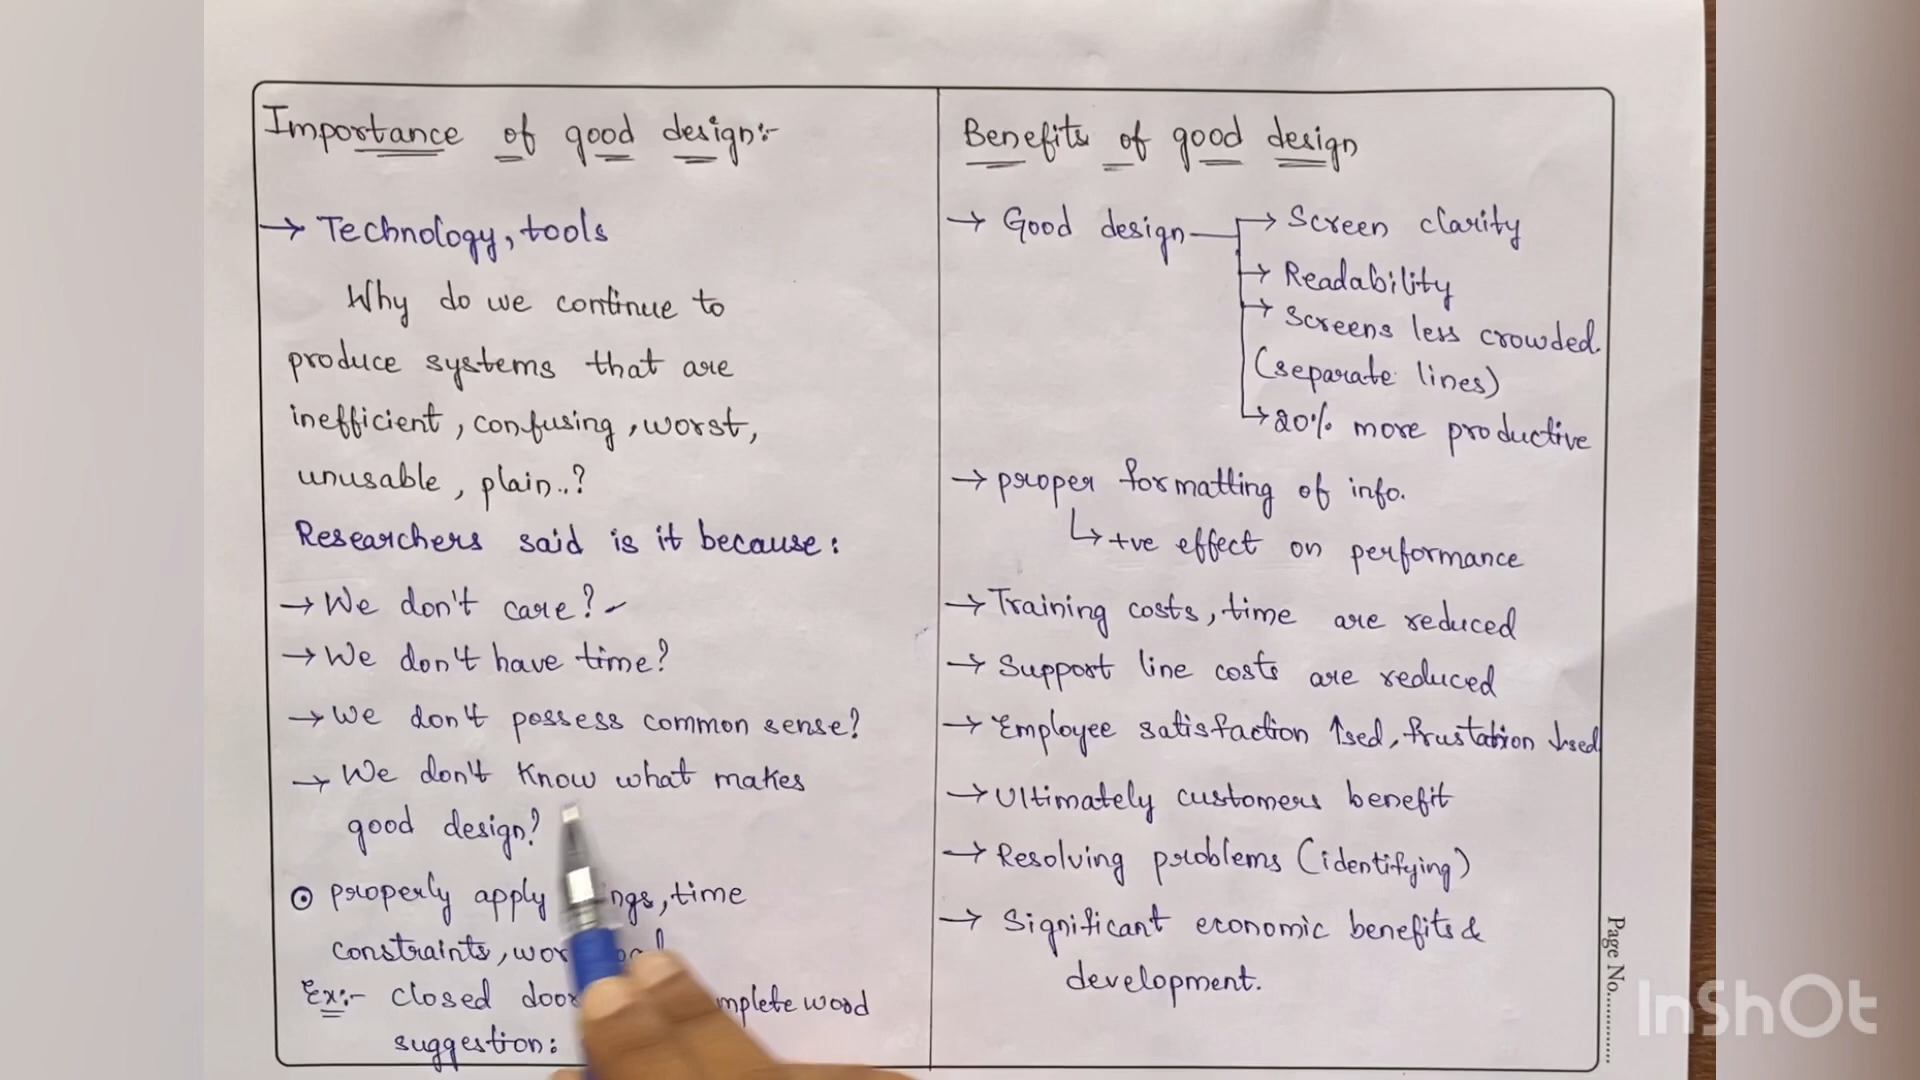 Importance of good design:-
→ Technology, tools
Why do we continue to
produce systems that are
inefficient, confusing, worst,
unusable, plain..?
Researchers said is it because:
→ We don't care?
→ We don't have time?
→ We don't possess common sense?
→ We don't know what makes
good design?
⊙ properly apply time
constraints,
Ex:- closed wood
suggestion:
Benefits of good design
→ Good design → Screen clarity
→ Readability
→ Screens less crowded
(separate lines)
→ 20% more productive
→ proper formatting of info.
↳ +ve effect on performance
→ Training costs, time are reduced
→ Support line costs are reduced
→ Employee satisfaction ↑sed, frustation ↓sed
→ Ultimately customers benefit
→ Resolving problems (identifying)
→ Significant economic benefits &
development.
Page No.............
InShOt